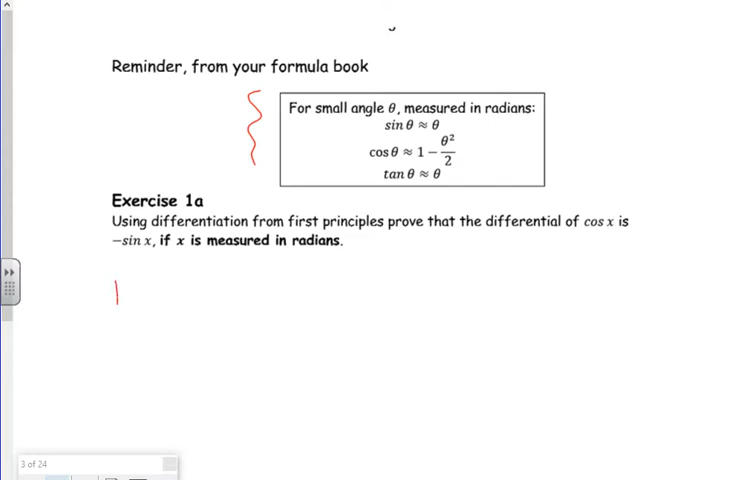 Reminder, from your formula book
For small angle θ, measured in radians:
sin θ ≈ θ
cos θ ≈ 1 − θ²/2
tan θ ≈ θ
Exercise 1a
Using differentiation from first principles prove that the differential of cos x is
−sin x, if x is measured in radians.
3 of 24